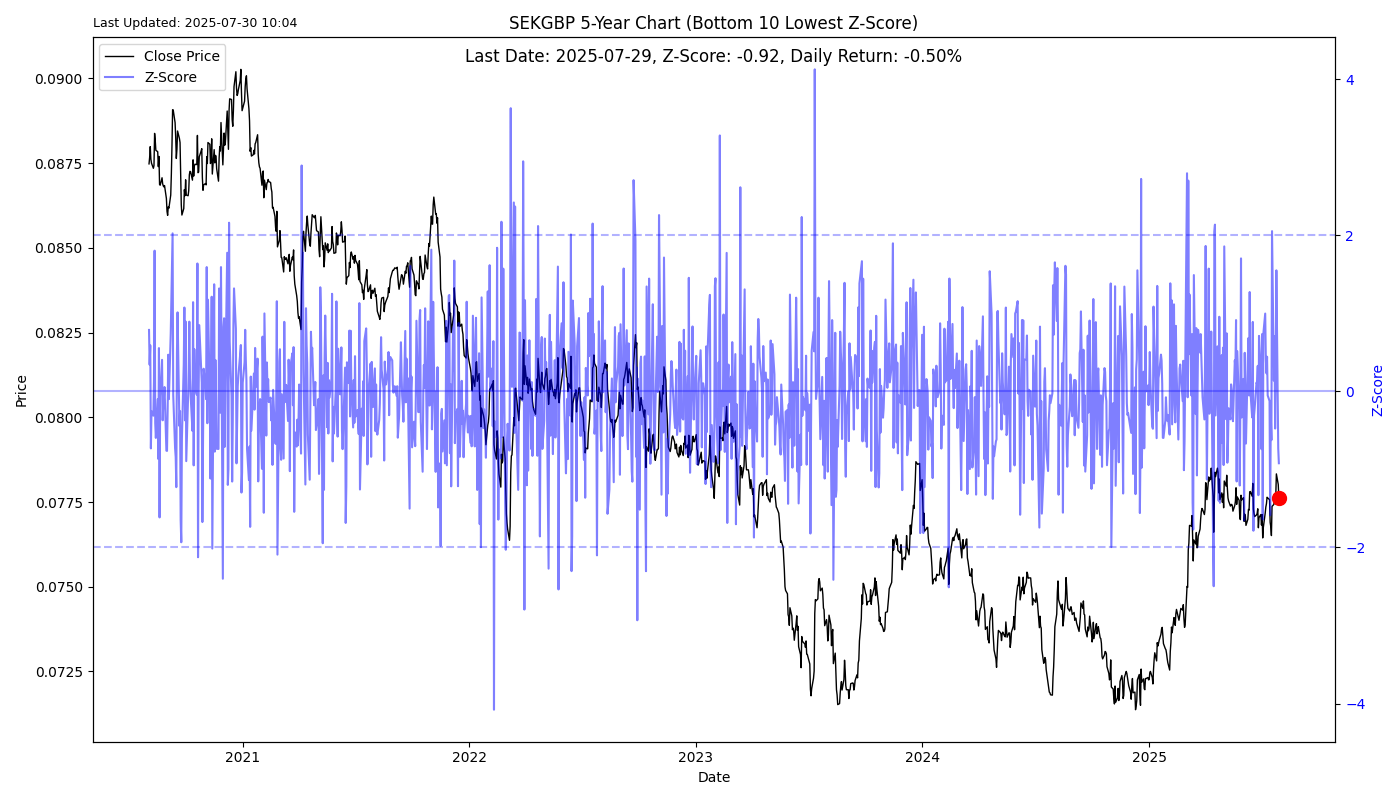 Last Updated: 2025-07-30 10:04
SEKGBP 5-Year Chart (Bottom 10 Lowest Z-Score)
Last Date: 2025-07-29, Z-Score: -0.92, Daily Return: -0.50%
Close Price
Z-Score
0.0900
0.0875
0.0850
0.0825
0.0800
0.0775
0.0750
0.0725
Price
4
2
0
−2
−4
Z-Score
2021
2022
2023
2024
2025
Date